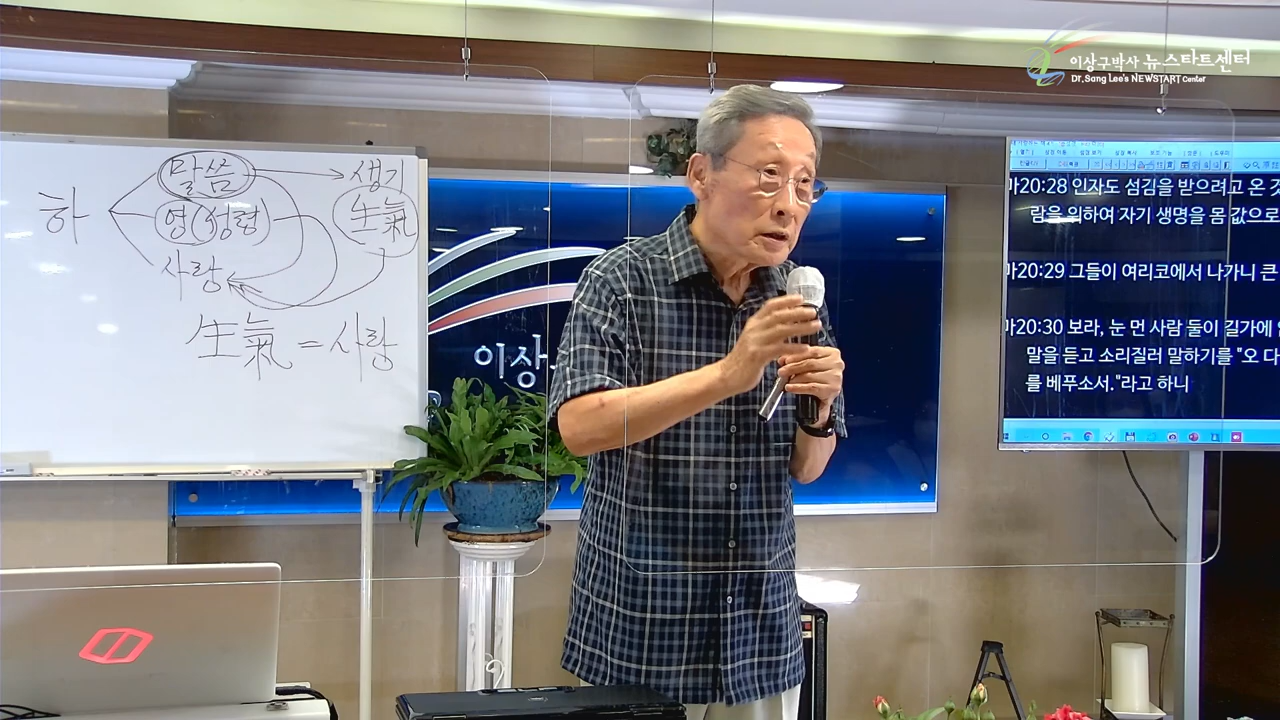 이상구박사 뉴스타트센터
Dr. Sang Lee's NEWSTART Center
말씀 생기
하 영(성령) 生氣
사랑
生氣 = 사랑
이상
마20:28 인자도 섬김을 받으려고 온 것
람을 위하여 자기 생명을 몸 값으로
마20:29 그들이 여리코에서 나가니 큰
마20:30 보라, 눈 먼 사람 둘이 길가에
말을 듣고 소리질러 말하기를 "오 다
를 베푸소서."라고 하니